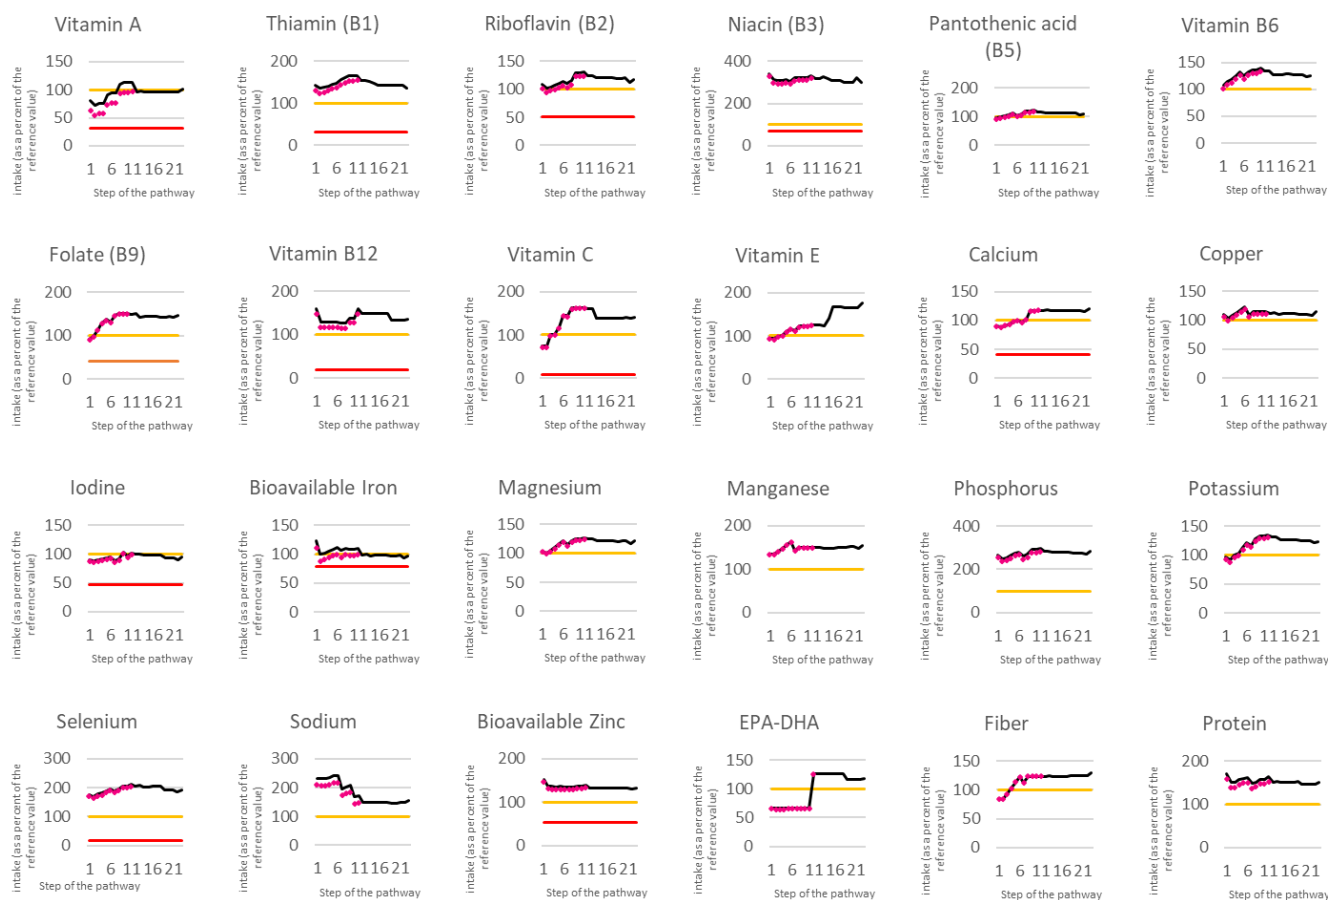 Vitamin A
intake (as a percent of the
reference value)
150
100
50
0
1 6 11 16 21
Step of the pathway
Thiamin (B1)
intake (as a percent of the
reference value)
200
150
100
50
0
1 6 11 16 21
Step of the pathway
Riboflavin (B2)
intake (as a percent of the
reference value)
150
100
50
0
1 6 11 16 21
Step of the pathway
Niacin (B3)
intake (as a percent of the
reference value)
400
300
200
100
0
1 6 11 16 21
Step of the pathway
Pantothenic acid
(B5)
intake (as a percent of the
reference value)
200
100
0
1 6 11 16 21
Step of the pathway
Vitamin B6
intake (as a percent of the
reference value)
150
100
50
0
1 6 11 16 21
Step of the pathway
Folate (B9)
intake (as a percent of the
reference value)
200
100
0
1 6 11 16 21
Step of the pathway
Vitamin B12
intake (as a percent of the
reference value)
200
100
0
1 6 11 16 21
Step of the pathway
Vitamin C
intake (as a percent of the
reference value)
200
100
0
1 6 11 16 21
Step of the pathway
Vitamin E
intake (as a percent of the
reference value)
200
100
0
1 6 11 16 21
Step of the pathway
Calcium
intake (as a percent of the
reference value)
150
100
50
0
1 6 11 16 21
Step of the pathway
Copper
intake (as a percent of the
reference value)
150
100
50
0
1 6 11 16 21
Step of the pathway
Iodine
intake (as a percent of the
reference value)
150
100
50
0
1 6 11 16 21
Step of the pathway
Bioavailable Iron
intake (as a percent of the
reference value)
150
100
50
0
1 6 11 16 21
Step of the pathway
Magnesium
intake (as a percent of the
reference value)
150
100
50
0
1 6 11 16 21
Step of the pathway
Manganese
intake (as a percent of the
reference value)
200
100
0
1 6 11 16 21
Step of the pathway
Phosphorus
intake (as a percent of the
reference value)
400
200
0
1 6 11 16 21
Step of the pathway
Potassium
intake (as a percent of the
reference value)
150
100
50
0
1 6 11 16 21
Step of the pathway
Selenium
intake (as a percent of the
reference value)
300
200
100
0
1 6 11 16 21
Step of the pathway
Sodium
intake (as a percent of the
reference value)
300
200
100
0
1 6 11 16 21
Step of the pathway
Bioavailable Zinc
intake (as a percent of the
reference value)
200
100
0
1 6 11 16 21
Step of the pathway
EPA-DHA
intake (as a percent of the
reference value)
150
100
50
0
1 6 11 16 21
Step of the pathway
Fiber
intake (as a percent of the
reference value)
150
100
50
0
1 6 11 16 21
Step of the pathway
Protein
intake (as a percent of the
reference value)
200
100
0
1 6 11 16 21
Step of the pathway